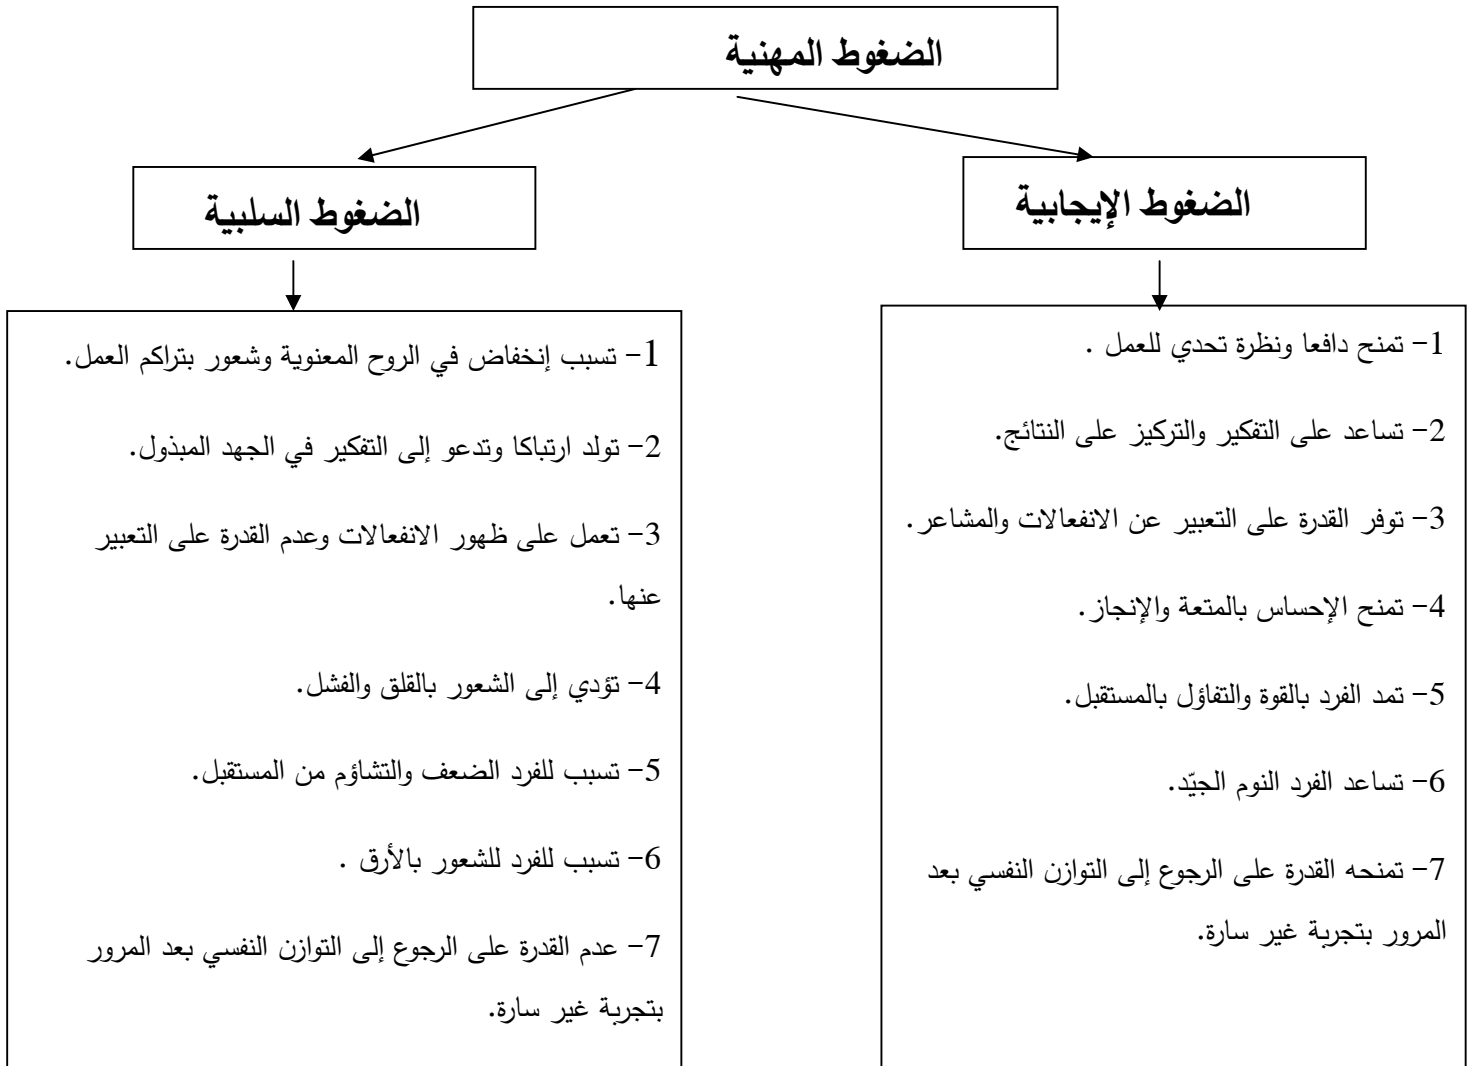 الضغوط المهنية
الضغوط الإيجابية
الضغوط السلبية
1- تمنح دافعا ونظرة تحدي للعمل .
2- تساعد على التفكير والتركيز على النتائج.
3- توفر القدرة على التعبير عن الانفعالات والمشاعر.
4- تمنح الإحساس بالمتعة والإنجاز.
5- تمد الفرد بالقوة والتفاؤل بالمستقبل.
6- تساعد الفرد النوم الجيّد.
7- تمنحه القدرة على الرجوع إلى التوازن النفسي بعد
المرور بتجربة غير سارة.
1- تسبب إنخفاض في الروح المعنوية وشعور بتراكم العمل.
2- تولد ارتباكا وتدعو إلى التفكير في الجهد المبذول.
3- تعمل على ظهور الانفعالات وعدم القدرة على التعبير
عنها.
4- تؤدي إلى الشعور بالقلق والفشل.
5- تسبب للفرد الضعف والتشاؤم من المستقبل.
6- تسبب للفرد للشعور بالأرق .
7- عدم القدرة على الرجوع إلى التوازن النفسي بعد المرور
بتجربة غير سارة.